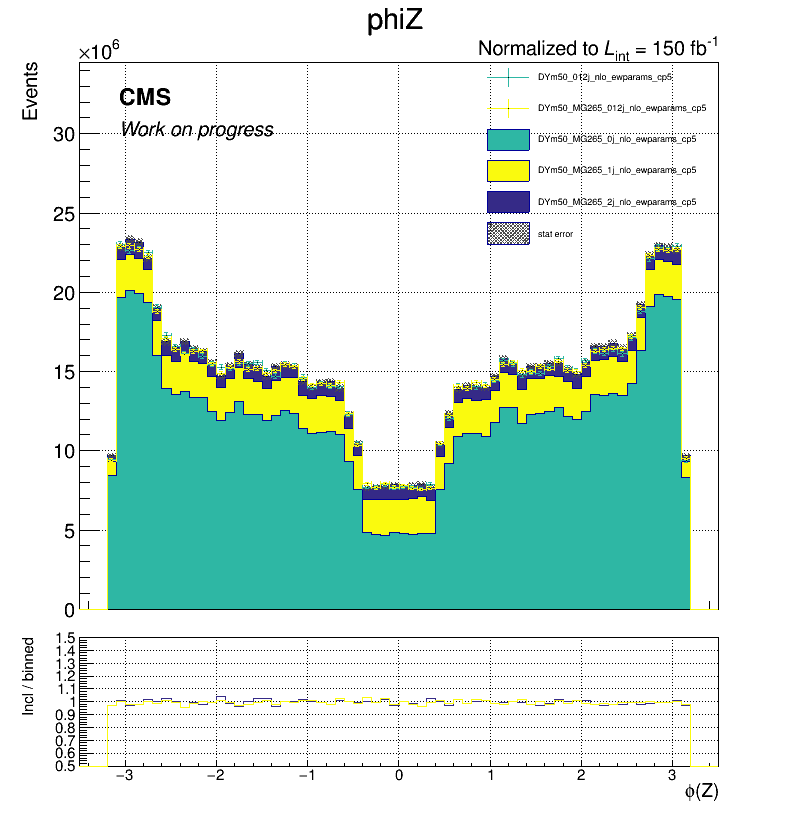 phiZ
×10⁶
Normalized to L_int = 150 fb⁻¹
Events
CMS
Work on progress
DYm50_012j_nlo_ewparams_cp5
DYm50_MG265_012j_nlo_ewparams_cp5
DYm50_MG265_0j_nlo_ewparams_cp5
DYm50_MG265_1j_nlo_ewparams_cp5
DYm50_MG265_2j_nlo_ewparams_cp5
stat error
30
25
20
15
10
5
0
Incl / binned
1.5
1.4
1.3
1.2
1.1
1
0.9
0.8
0.7
0.6
0.5
−3 −2 −1 0 1 2 3
φ(Z)